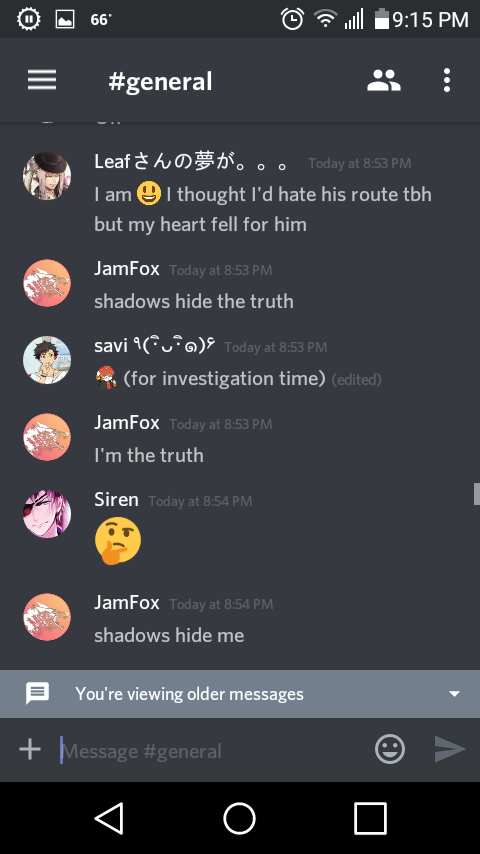 66°
9:15 PM
#general
Leafさんの夢が。。。 Today at 8:53 PM
I am 😃 I thought I'd hate his route tbh
but my heart fell for him
JamFox Today at 8:53 PM
shadows hide the truth
savi ٩(･ิᴗ･ิ๑)۶ Today at 8:53 PM
(for investigation time) (edited)
JamFox Today at 8:53 PM
I'm the truth
Siren Today at 8:54 PM
🤔
JamFox Today at 8:54 PM
shadows hide me
You're viewing older messages
Message #general